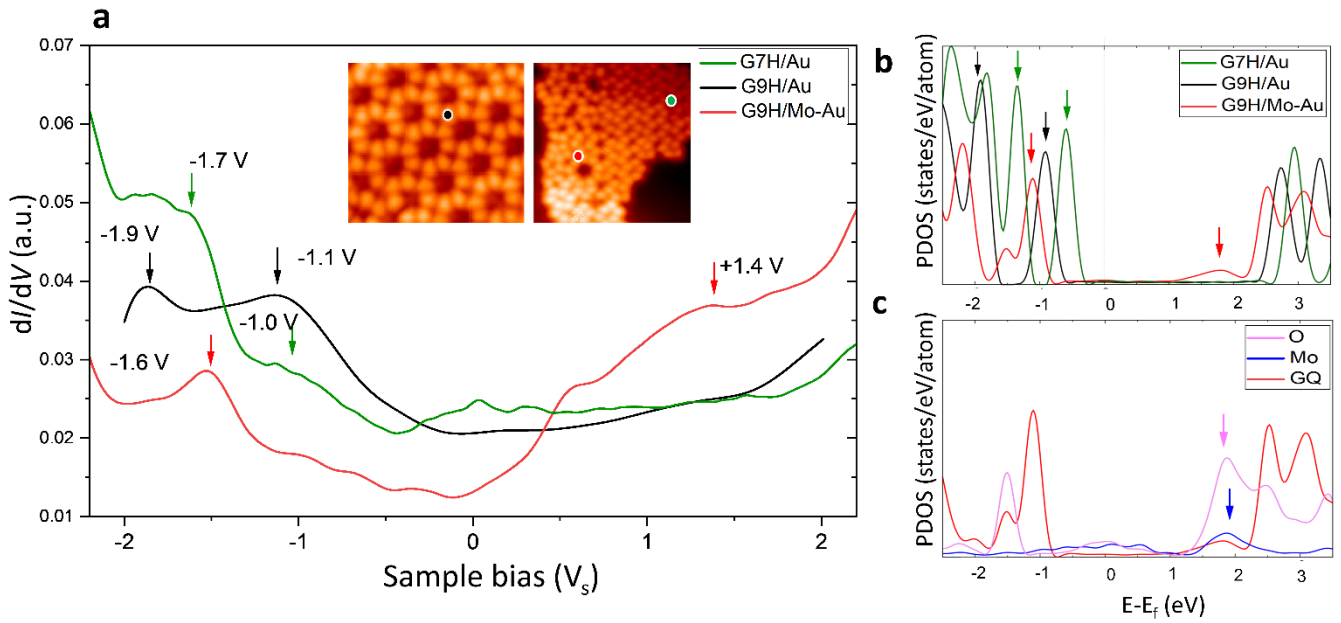 a
0.07
0.06
0.05
0.04
0.03
0.02
0.01
dI/dV (a.u.)
G7H/Au
G9H/Au
G9H/Mo-Au
-1.7 V
-1.9 V
-1.1 V
-1.0 V
-1.6 V
+1.4 V
-2
-1
0
1
2
Sample bias (Vs)
b
PDOS (states/eV/atom)
G7H/Au
G9H/Au
G9H/Mo-Au
-2
-1
0
1
2
3
c
PDOS (states/eV/atom)
O
Mo
GQ
-2
-1
0
1
2
3
E-Ef (eV)